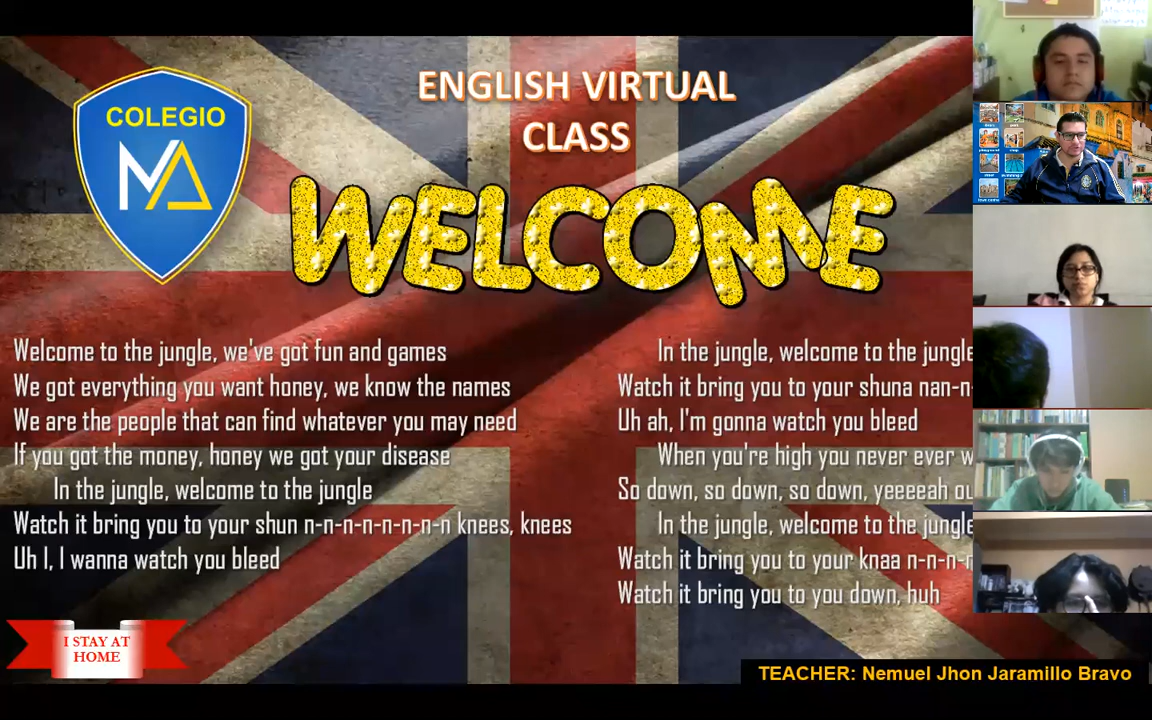 ENGLISH VIRTUAL
CLASS
COLEGIO
MA
WELCOME
Welcome to the jungle, we've got fun and games
We got everything you want honey, we know the names
We are the people that can find whatever you may need
If you got the money, honey we got your disease
In the jungle, welcome to the jungle
Watch it bring you to your shun n-n-n-n-n-n-n-n knees, knees
Uh I, I wanna watch you bleed
In the jungle, welcome to the jungle
Watch it bring you to your shuna nan-n-
Uh ah, I'm gonna watch you bleed
When you're high you never ever w
So down, so down, so down, yeeeeah ou
In the jungle, welcome to the jungle
Watch it bring you to your knaa n-n-n-n
Watch it bring you to you down, huh
I STAY AT
HOME
TEACHER: Nemuel Jhon Jaramillo Bravo